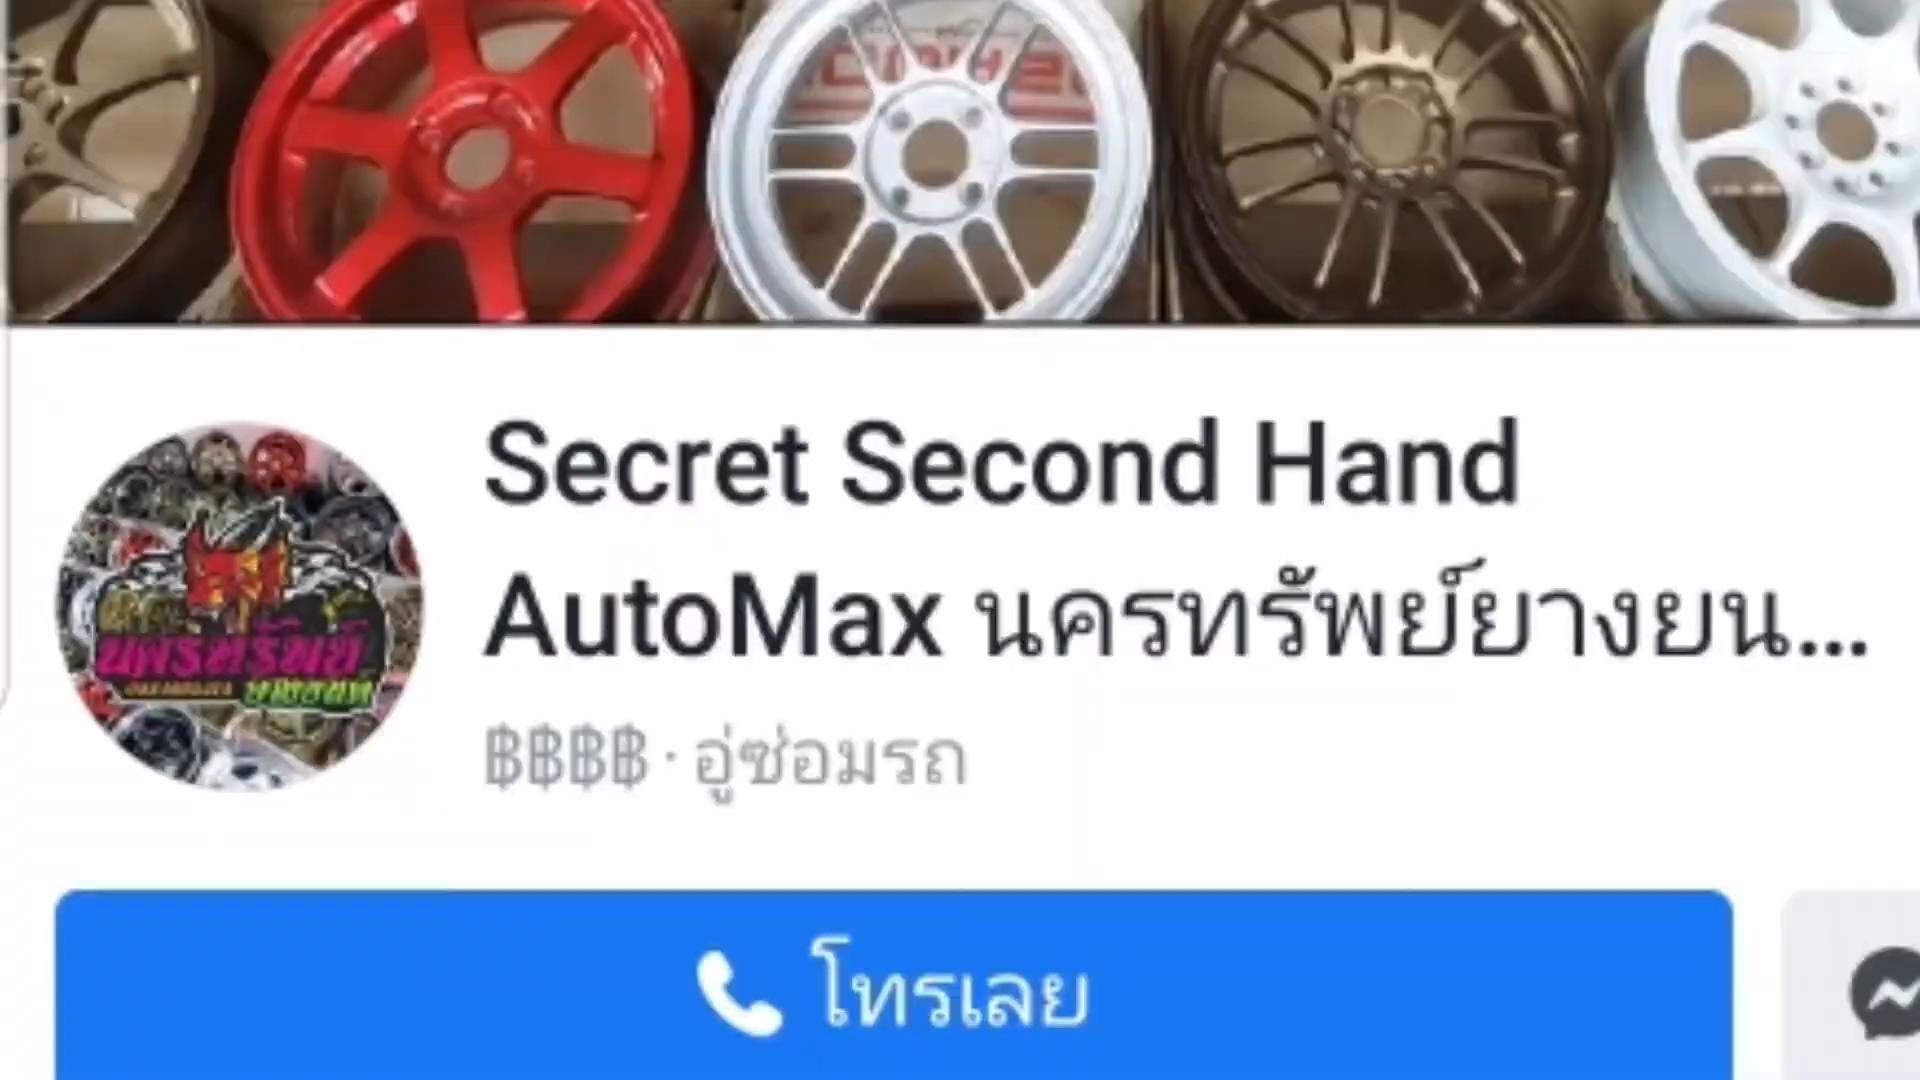 Secret Second Hand
AutoMax นครทรัพย์ยางยน...
฿฿฿฿ · อู่ซ่อมรถ
โทรเลย